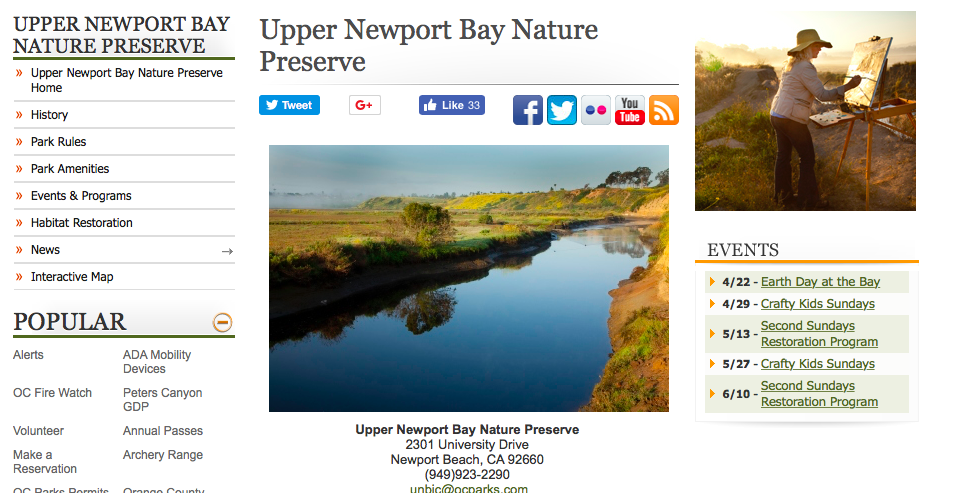 UPPER NEWPORT BAY
NATURE PRESERVE
» Upper Newport Bay Nature Preserve
Home
» History
» Park Rules
» Park Amenities
» Events & Programs
» Habitat Restoration
» News →
» Interactive Map
POPULAR
Alerts
ADA Mobility
Devices
OC Fire Watch
Peters Canyon
GDP
Volunteer
Annual Passes
Make a
Reservation
Archery Range
OC Parks Permits
Orange County
Upper Newport Bay Nature
Preserve
Tweet
G+
Like 33
You
Tube
Upper Newport Bay Nature Preserve
2301 University Drive
Newport Beach, CA 92660
(949)923-2290
unbic@ocparks.com
EVENTS
4/22 - Earth Day at the Bay
4/29 - Crafty Kids Sundays
5/13 - Second Sundays
Restoration Program
5/27 - Crafty Kids Sundays
6/10 - Second Sundays
Restoration Program